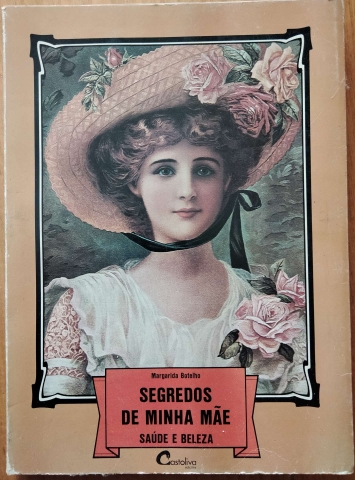 Margarida Botelho
SEGREDOS
DE MINHA MÃE
SAÚDE E BELEZA
Castoliva